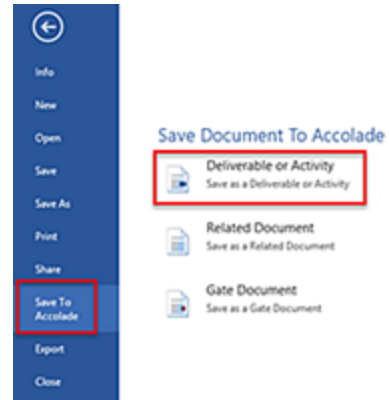 Info
New
Open
Save
Save As
Print
Share
Save To
Accolade
Export
Close
Save Document To Accolade
Deliverable or Activity
Save as a Deliverable or Activity
Related Document
Save as a Related Document
Gate Document
Save as a Gate Document